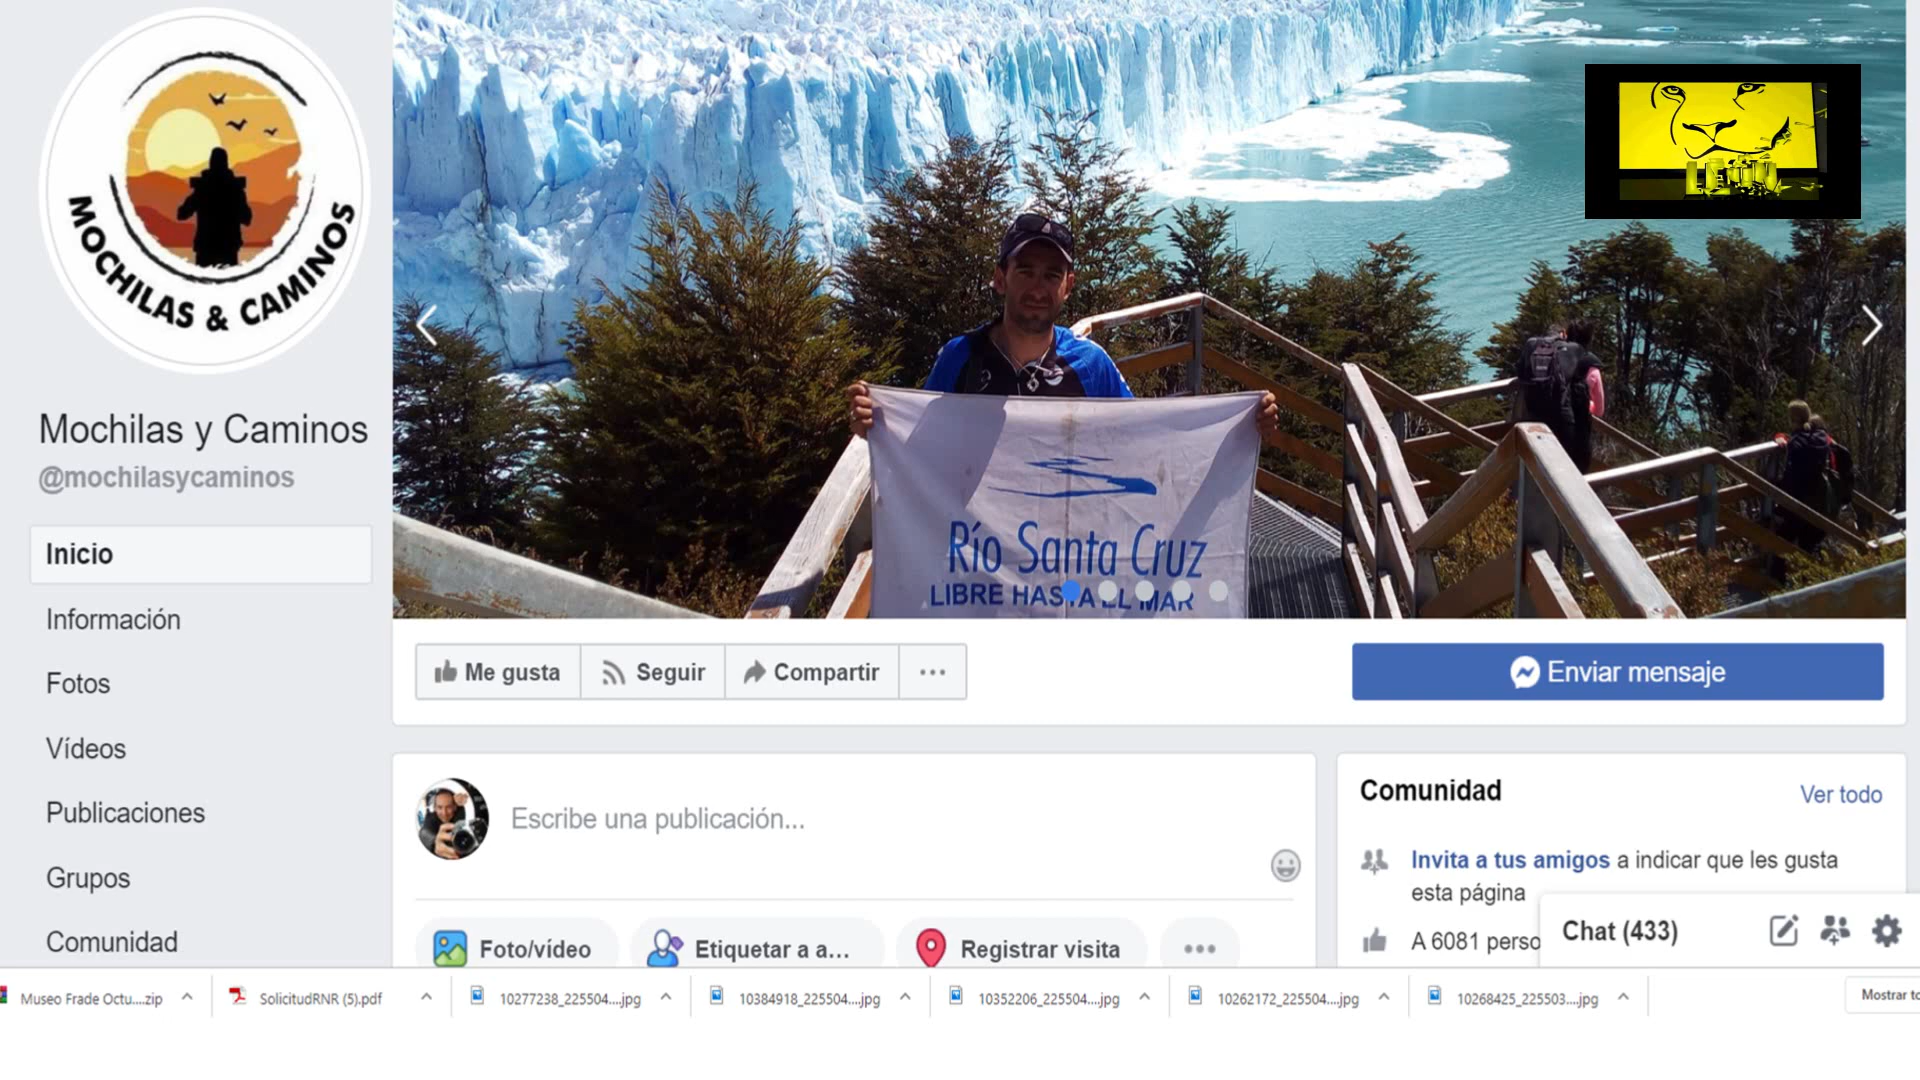 MOCHILAS & CAMINOS
Mochilas y Caminos
@mochilasycaminos
Inicio
Información
Fotos
Vídeos
Publicaciones
Grupos
Comunidad
Río Santa Cruz
LIBRE HASTA EL MAR
Me gusta
Seguir
Compartir
Enviar mensaje
Escribe una publicación...
Foto/vídeo
Etiquetar a a...
Registrar visita
Comunidad
Ver todo
Invita a tus amigos a indicar que les gusta
esta página
A 6081 perso
Chat (433)
Museo Frade Octu....zip
SolicitudRNR (5).pdf
10277238_225504....jpg
10384918_225504....jpg
10352206_225504....jpg
10262172_225504....jpg
10268425_225503....jpg
Mostrar to